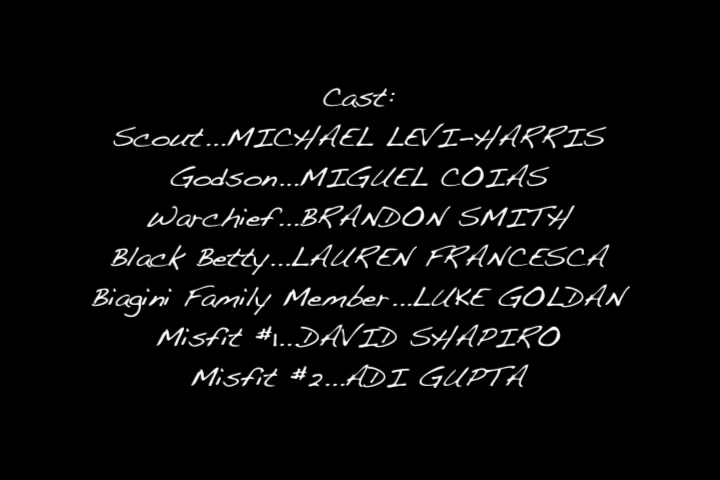 Cast:
Scout...MICHAEL LEVI-HARRIS
Godson...MIGUEL COIAS
Warchief...BRANDON SMITH
Black Betty...LAUREN FRANCESCA
Biagini Family Member...LUKE GOLDAN
Misfit #1...DAVID SHAPIRO
Misfit #2...ADI GUPTA